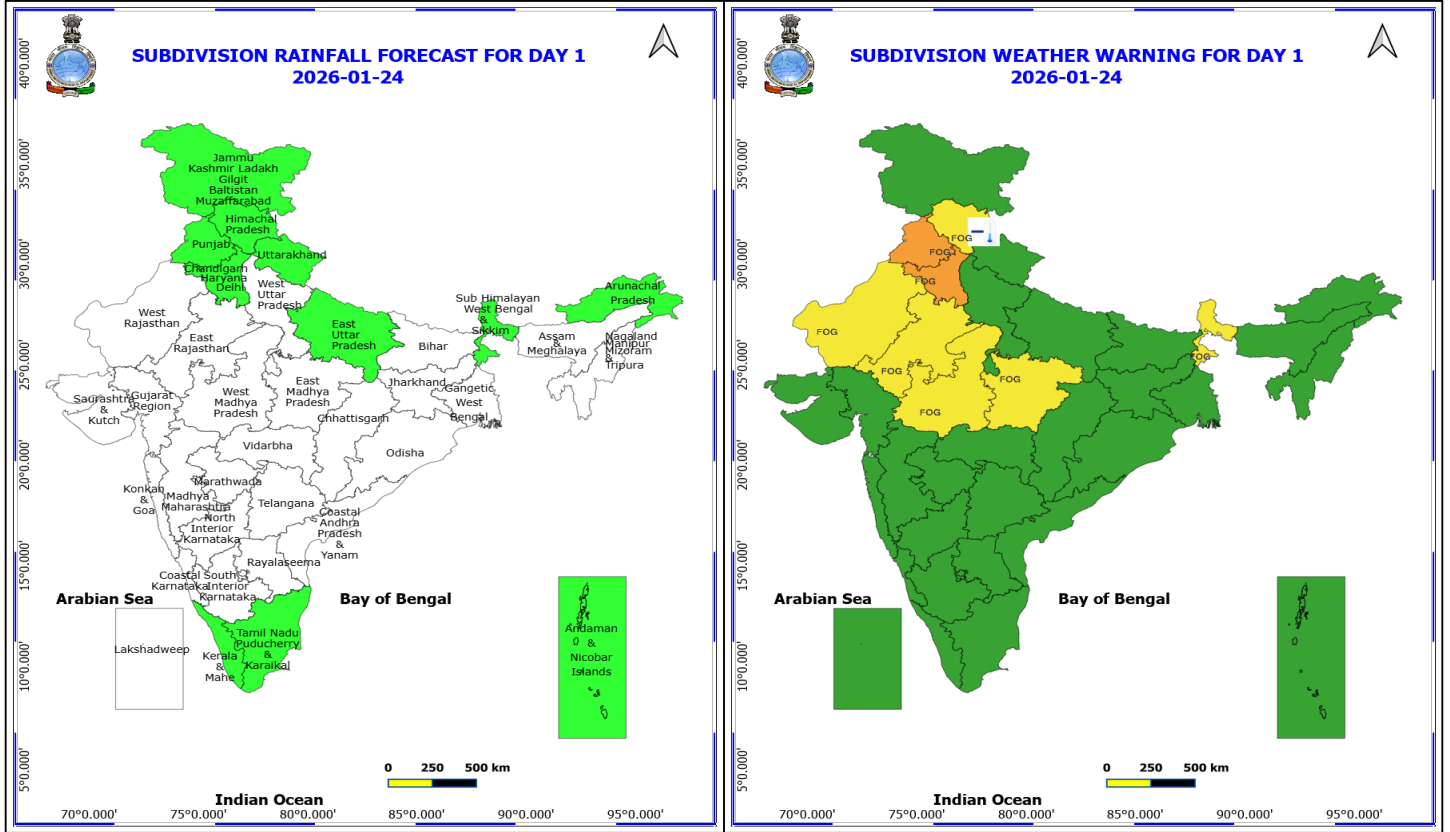 SUBDIVISION RAINFALL FORECAST FOR DAY 1
2026-01-24
40°0.000'
35°0.000'
30°0.000'
25°0.000'
20°0.000'
15°0.000'
10°0.000'
5°0.000'
Jammu
Kashmir Ladakh
Gilgit
Baltistan
Muzaffarabad
Himachal
Pradesh
Punjab
Uttarakhand
Chandigarh
Haryana
Delhi
West
Uttar
Pradesh
Arunachal
Pradesh
Sub Himalayan
West Bengal
&
Sikkim
West
Rajasthan
East
Rajasthan
East
Uttar
Pradesh
Bihar
Assam
&
Meghalaya
Nagaland
Manipur
Mizoram
&
Tripura
Saurashtra
&
Kutch
Gujarat
Region
West
Madhya
Pradesh
East
Madhya
Pradesh
Jharkhand
Gangetic
West
Bengal
Chhattisgarh
Vidarbha
Odisha
Konkan
&
Goa
Madhya
Maharashtra
Marathwada
Telangana
North
Interior
Karnataka
Coastal
Andhra
Pradesh
&
Yanam
Rayalaseema
Coastal
Karnataka
South
Interior
Karnataka
Arabian Sea
Bay of Bengal
Lakshadweep
Kerala
&
Mahe
Tamil Nadu
Puducherry
&
Karaikal
Andaman
&
Nicobar
Islands
0 250 500 km
Indian Ocean
70°0.000' 75°0.000' 80°0.000' 85°0.000' 90°0.000' 95°0.000'
SUBDIVISION WEATHER WARNING FOR DAY 1
2026-01-24
40°0.000'
35°0.000'
30°0.000'
25°0.000'
20°0.000'
15°0.000'
10°0.000'
5°0.000'
FOG
FOG
FOG
FOG
FOG
FOG
FOG
FOG
Arabian Sea
Bay of Bengal
0 250 500 km
Indian Ocean
70°0.000' 75°0.000' 80°0.000' 85°0.000' 90°0.000' 95°0.000'